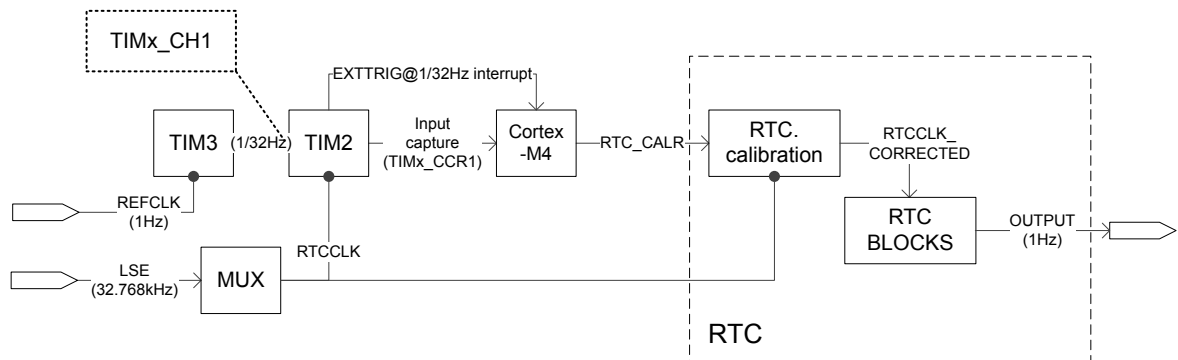 TIMx_CH1
EXTTRIG@1/32Hz interrupt
TIM3
(1/32Hz)
TIM2
Input
capture
(TIMx_CCR1)
Cortex
-M4
RTC_CALR
RTC.
calibration
RTCCLK_
CORRECTED
REFCLK
(1Hz)
RTCCLK
RTC
BLOCKS
OUTPUT
(1Hz)
LSE
(32.768kHz)
MUX
RTC